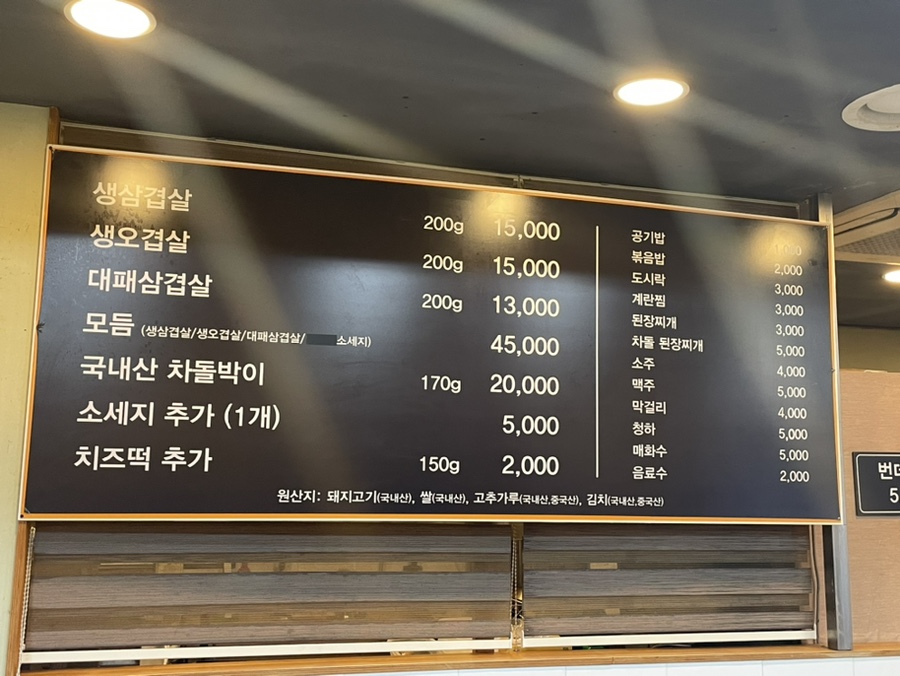 생삼겹살 200g 15,000
생오겹살 200g 15,000
대패삼겹살 200g 13,000
모듬 (생삼겹살/생오겹살/대패삼겹살/ 소세지) 45,000
국내산 차돌박이 170g 20,000
소세지 추가 (1개) 5,000
치즈떡 추가 150g 2,000
공기밥 1,000
볶음밥 2,000
도시락 3,000
계란찜 3,000
된장찌개 3,000
차돌 된장찌개 5,000
소주 4,000
맥주 5,000
막걸리 4,000
청하 5,000
매화수 5,000
음료수 2,000
원산지: 돼지고기(국내산), 쌀(국내산), 고추가루(국내산,중국산), 김치(국내산,중국산)